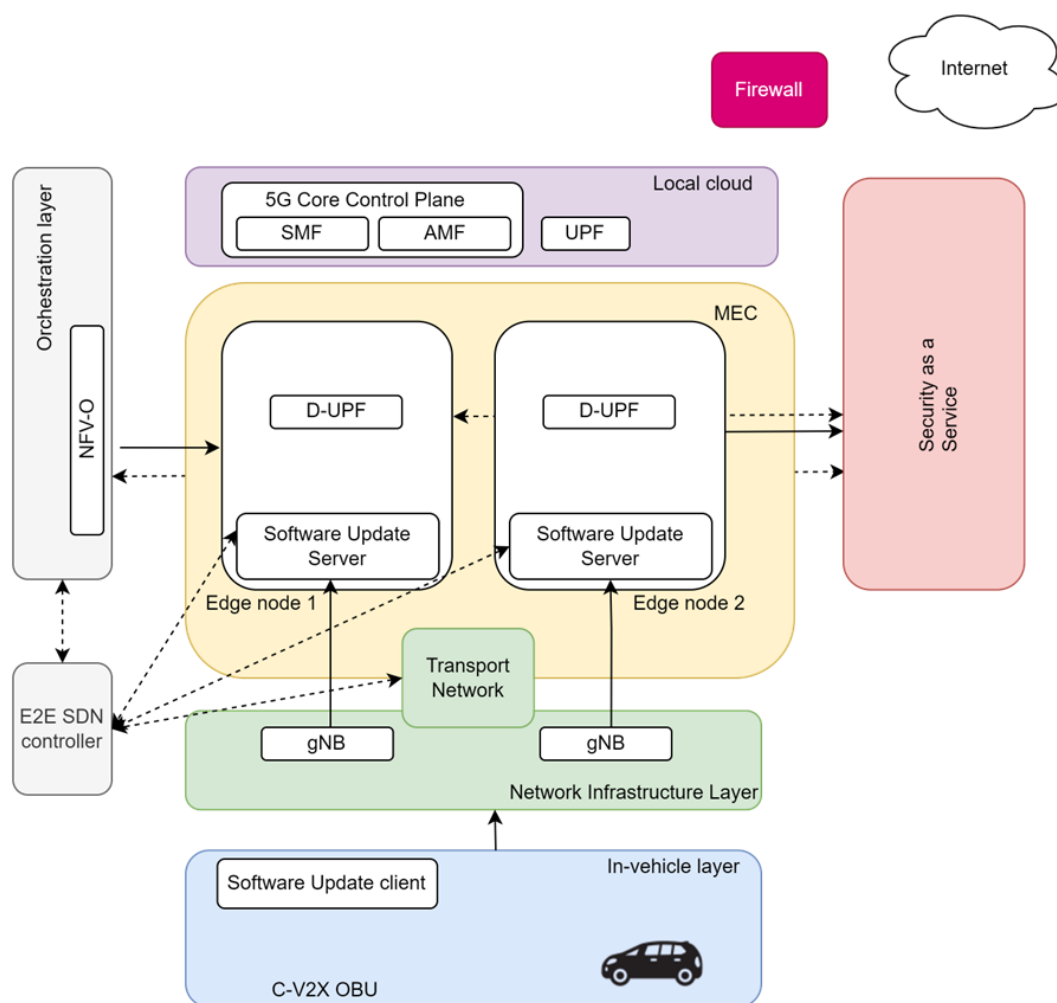 Internet
Firewall
Orchestration layer
NFV-O
Local cloud
5G Core Control Plane
SMF
AMF
UPF
MEC
D-UPF
D-UPF
Software Update
Server
Software Update
Server
Edge node 1
Edge node 2
Security as a
Service
Transport
Network
E2E SDN
controller
gNB
gNB
Network Infrastructure Layer
In-vehicle layer
Software Update client
C-V2X OBU